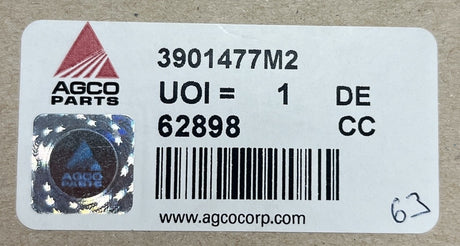 AGCO
PARTS
3901477M2
UOI = 1 DE
62898 CC
AGCO
PARTS
www.agcocorp.com
63